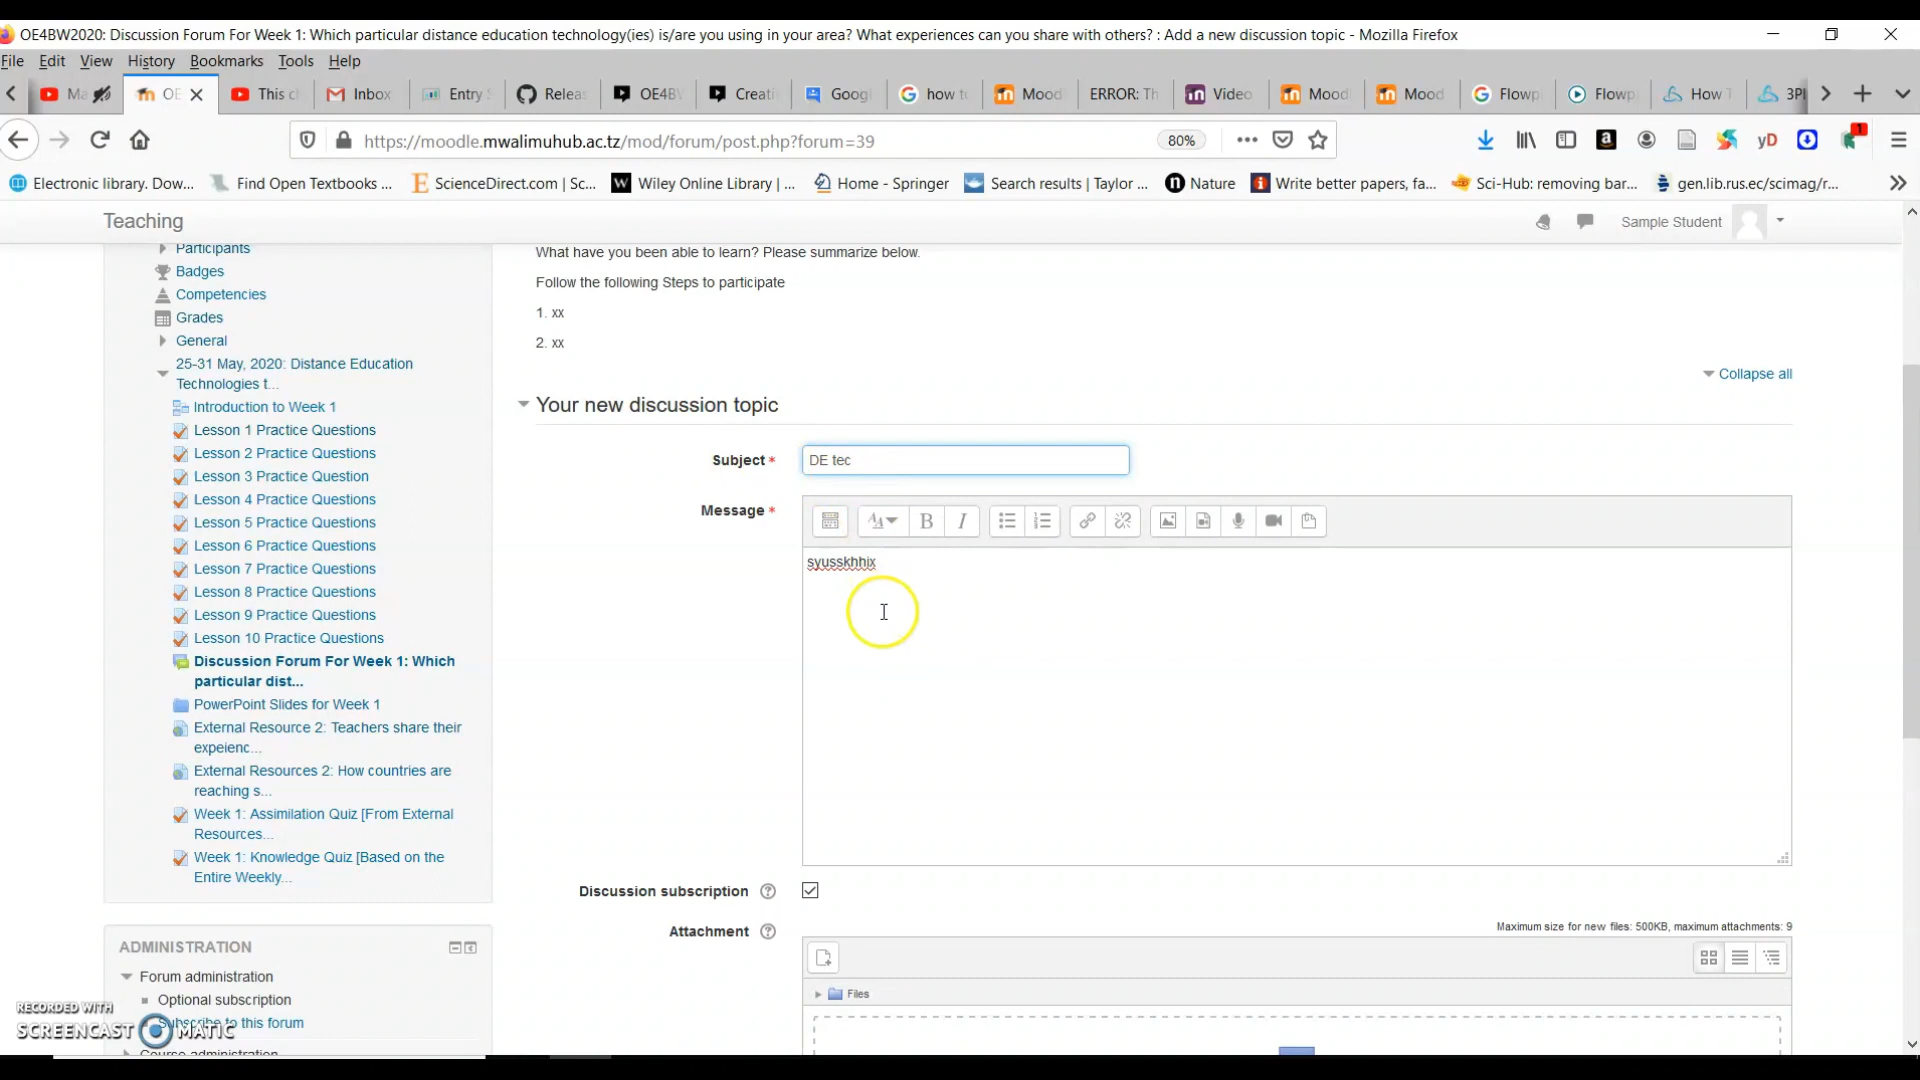 OE4BW2020: Discussion Forum For Week 1: Which particular distance education technology(ies) is/are you using in your area? What experiences can you share with others? : Add a new discussion topic - Mozilla Firefox
File Edit View History Bookmarks Tools Help
Ma OE This c Inbox Entry S Relea OE4BV Creati Googl how to Mood ERROR: Th Video Mood Mood Flowp Flowp How T 3PL
https://moodle.mwalimuhub.ac.tz/mod/forum/post.php?forum=39 80% yD 1
Electronic library. Dow... Find Open Textbooks ... ScienceDirect.com | Sc... Wiley Online Library | ... Home - Springer Search results | Taylor ... Nature Write better papers, fa... Sci-Hub: removing bar... gen.lib.rus.ec/scimag/r...
Teaching Sample Student
Participants
Badges
Competencies
Grades
General
25-31 May, 2020: Distance Education
Technologies t...
Introduction to Week 1
Lesson 1 Practice Questions
Lesson 2 Practice Questions
Lesson 3 Practice Question
Lesson 4 Practice Questions
Lesson 5 Practice Questions
Lesson 6 Practice Questions
Lesson 7 Practice Questions
Lesson 8 Practice Questions
Lesson 9 Practice Questions
Lesson 10 Practice Questions
Discussion Forum For Week 1: Which
particular dist...
PowerPoint Slides for Week 1
External Resource 2: Teachers share their
expeienc...
External Resources 2: How countries are
reaching s...
Week 1: Assimilation Quiz [From External
Resources...
Week 1: Knowledge Quiz [Based on the
Entire Weekly...
ADMINISTRATION
Forum administration
Optional subscription
Subscribe to this forum
Course administration
What have you been able to learn? Please summarize below.
Follow the following Steps to participate
1. xx
2. xx
Collapse all
Your new discussion topic
Subject * DE tec
Message *
syusskhhix
Discussion subscription
Attachment
Maximum size for new files: 500KB, maximum attachments: 9
Files
RECORDED WITH
SCREENCAST MATIC